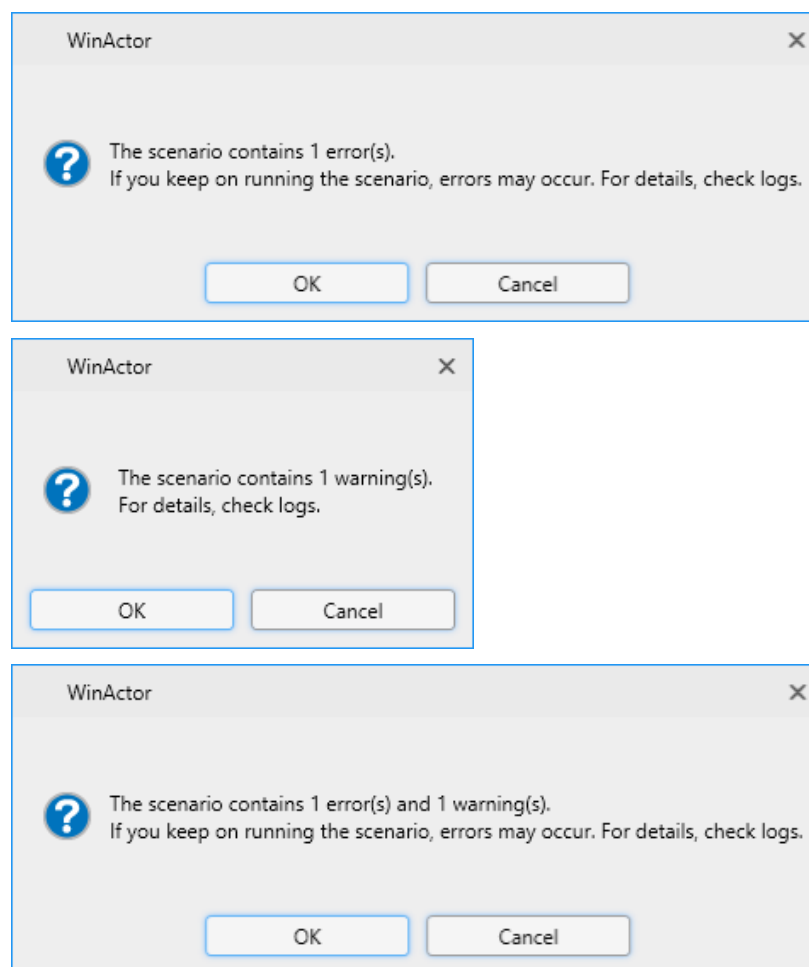 WinActor
The scenario contains 1 error(s).
If you keep on running the scenario, errors may occur. For details, check logs.
OK
Cancel
WinActor
The scenario contains 1 warning(s).
For details, check logs.
OK
Cancel
WinActor
The scenario contains 1 error(s) and 1 warning(s).
If you keep on running the scenario, errors may occur. For details, check logs.
OK
Cancel